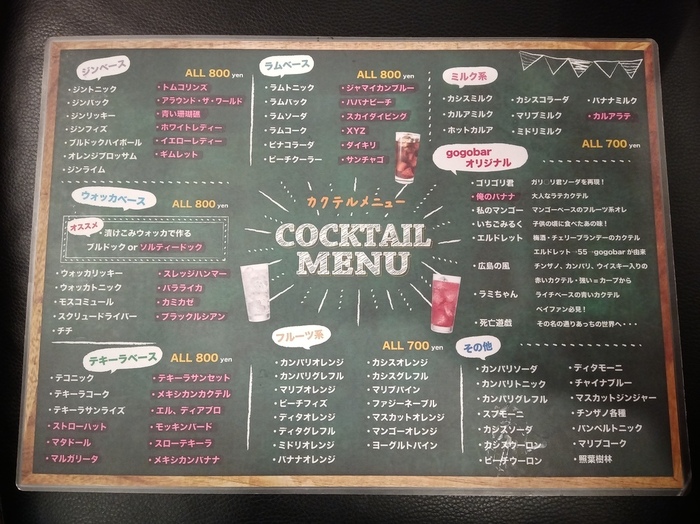 ジンベース
ALL 800 yen
・ジントニック
・ジンバック
・ジンリッキー
・ジンフィズ
・ブルドックハイボール
・オレンジブロッサム
・ジンライム
・トムコリンズ
・アラウンド・ザ・ワールド
・青い珊瑚礁
・ホワイトレディー
・イエローレディー
・ギムレット
ラムベース
ALL 800 yen
・ラムトニック
・ラムバック
・ラムソーダ
・ラムコーク
・ピナコラーダ
・ピーチクーラー
・ジャマイカンブルー
・ハバナビーチ
・スカイダイビング
・XYZ
・ダイキリ
・サンチャゴ
ミルク系
・カシスミルク
・カルアミルク
・ホットカルア
・カシスコラーダ
・マリブミルク
・ミドリミルク
・バナナミルク
・カルアラテ
ALL 700 yen
gogobar
オリジナル
・ゴリゴリ君 ガリ リ君ソーダを再現!
・俺のバナナ 大人なラテカクテル
・私のマンゴー マンゴーベースのフルーツ系オレ
・いちごみるく 子供の頃に食べたあの味!
・エルドレット 梅酒・チェリーブランデーのカクテル
エルドレット・55 gogobarが由来
・広島の風 チンザノ、カンパリ、ウイスキー入りの
赤いカクテル・強い=カープから
・ラミちゃん ライチベースの青いカクテル
ベイファン必見!
・死亡遊戯 その名の通りあっちの世界へ・・・
ウォッカベース
ALL 800 yen
オススメ
・漬けこみウォッカで作る
ブルドック or ソルティードック
・ウォッカリッキー
・ウォッカトニック
・モスコミュール
・スクリュードライバー
・チチ
・スレッジハンマー
・バラライカ
・カミカゼ
・ブラックルシアン
カクテルメニュー
COCKTAIL
MENU
テキーラベース
ALL 800 yen
・テコニック
・テキーラコーク
・テキーラサンライズ
・ストローハット
・マタドール
・マルガリータ
・テキーラサンセット
・メキシカンカクテル
・エル、ディアブロ
・モッキンバード
・スローテキーラ
・メキシカンバナナ
フルーツ系
ALL 700 yen
・カンパリオレンジ
・カンパリグレフル
・マリブオレンジ
・ピーチフィズ
・ディタオレンジ
・ディタグレフル
・ミドリオレンジ
・バナナオレンジ
・カシスオレンジ
・カシスグレフル
・マリブパイン
・ファジーネーブル
・マスカットオレンジ
・マンゴーオレンジ
・ヨーグルトパイン
その他
・カンパリソーダ
・カンパリトニック
・カンパリグレフル
・スプモーニ
・カシスソーダ
・カシスウーロン
・ピーチウーロン
・ディタモーニ
・チャイナブルー
・マスカットジンジャー
・チンザノ各種
・パンペルトニック
・マリブコーク
・照葉樹林